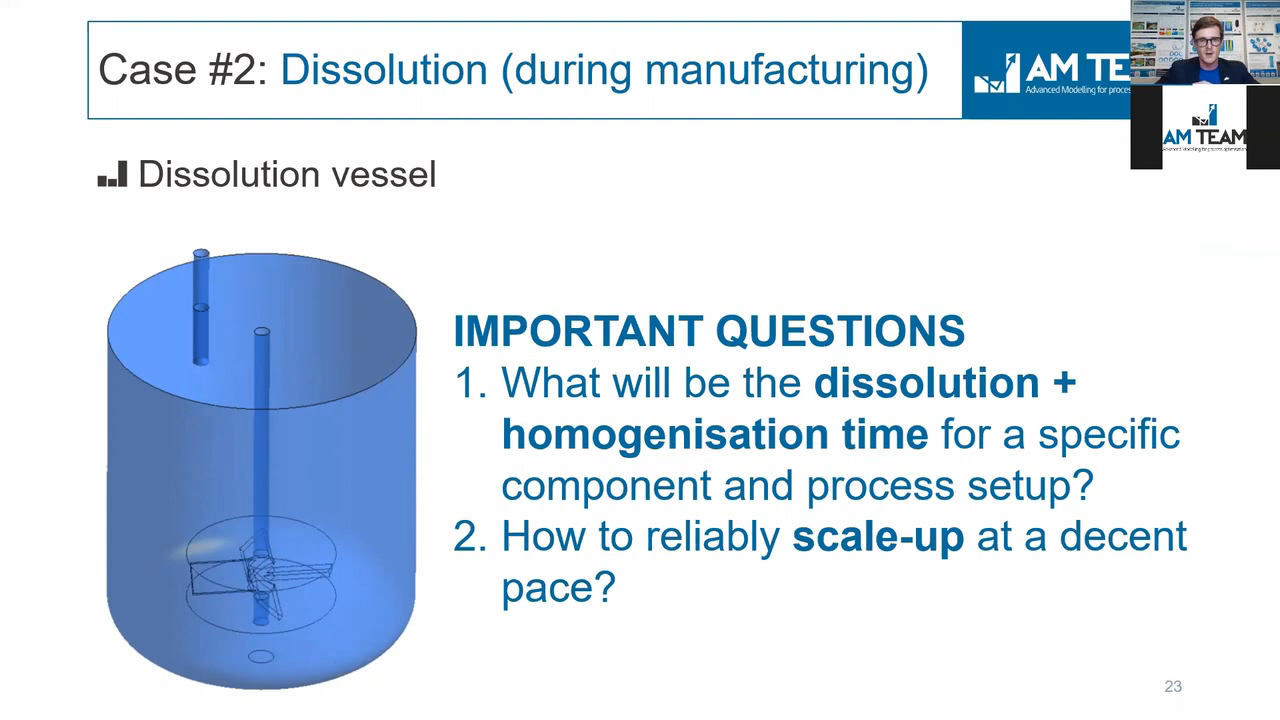 Case #2: Dissolution (during manufacturing)
AM TE
Advanced Modelling for proces
AM TEAM
Dissolution vessel
IMPORTANT QUESTIONS
1. What will be the dissolution +
homogenisation time for a specific
component and process setup?
2. How to reliably scale-up at a decent
pace?
23